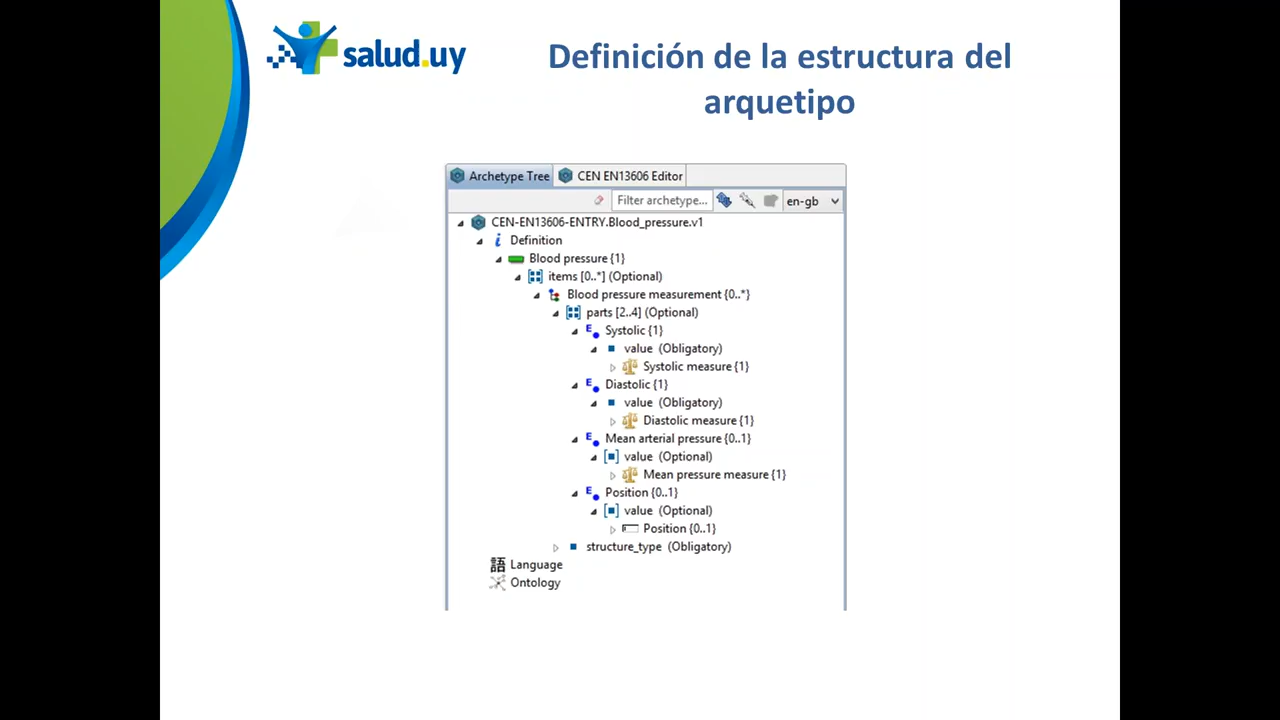 salud.uy
Definición de la estructura del
arquetipo
Archetype Tree
CEN EN13606 Editor
Filter archetype...
en-gb
CEN-EN13606-ENTRY.Blood_pressure.v1
Definition
Blood pressure {1}
items [0..*] (Optional)
Blood pressure measurement {0..*}
parts [2..4] (Optional)
Systolic {1}
value (Obligatory)
Systolic measure {1}
Diastolic {1}
value (Obligatory)
Diastolic measure {1}
Mean arterial pressure {0..1}
value (Optional)
Mean pressure measure {1}
Position {0..1}
value (Optional)
Position {0..1}
structure_type (Obligatory)
語 Language
Ontology